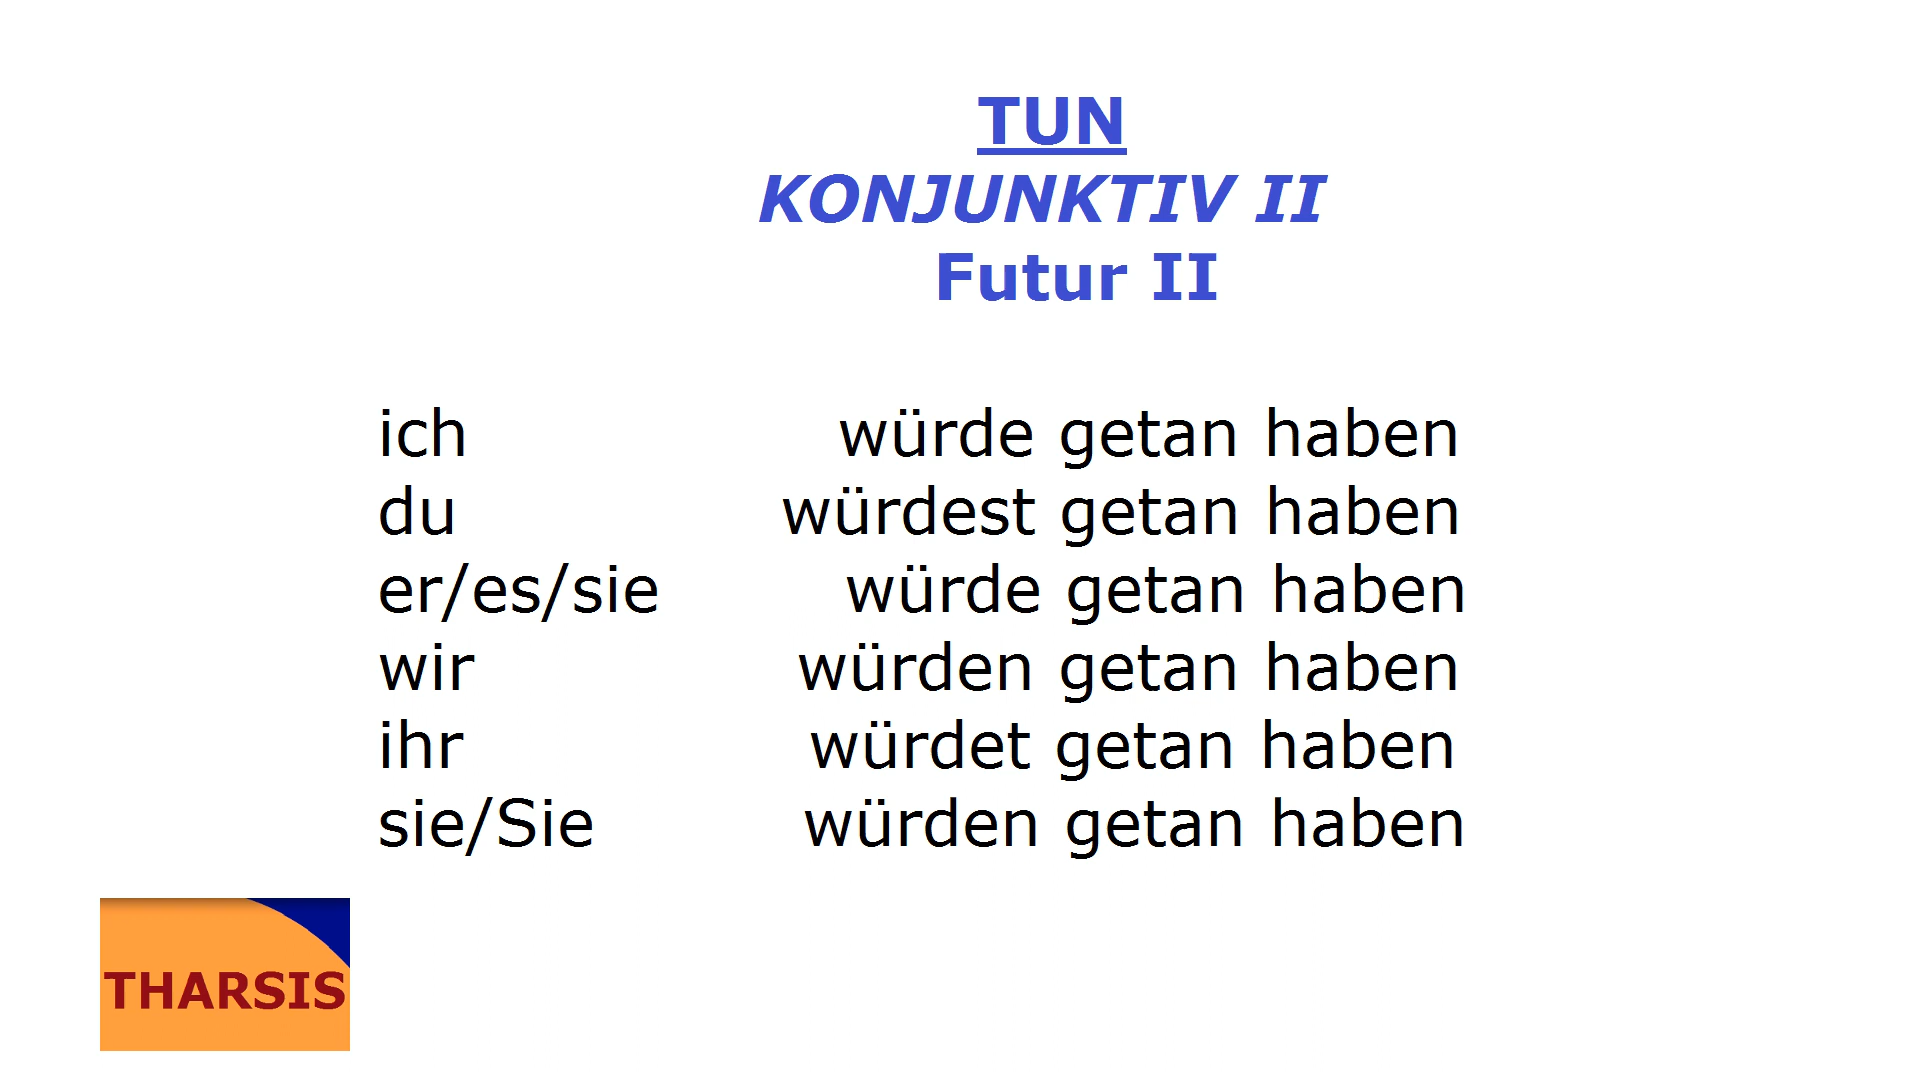 TUN
KONJUNKTIV II
Futur II
ich würde getan haben
du würdest getan haben
er/es/sie würde getan haben
wir würden getan haben
ihr würdet getan haben
sie/Sie würden getan haben
THARSIS